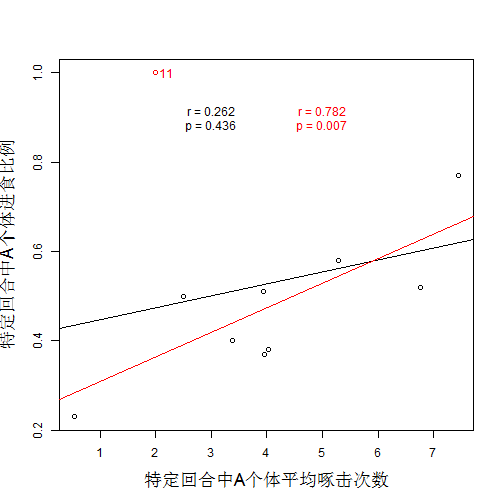 11
r = 0.262
p = 0.436
r = 0.782
p = 0.007
特定回合中A个体进食比例
1.0
0.8
0.6
0.4
0.2
1 2 3 4 5 6 7
特定回合中A个体平均啄击次数